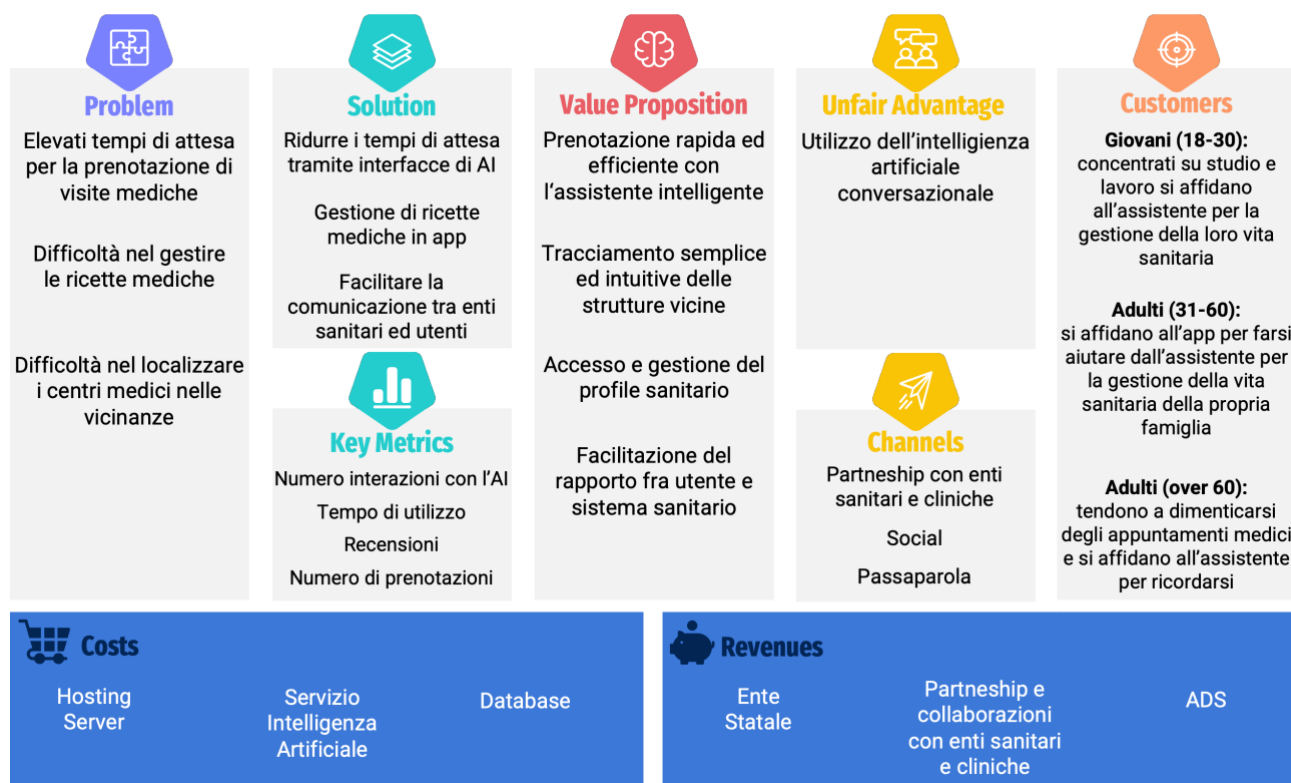 Problem
Elevati tempi di attesa
per la prenotazione di
visite mediche
Difficoltà nel gestire
le ricette mediche
Difficoltà nel localizzare
i centri medici nelle
vicinanze
Solution
Ridurre i tempi di attesa
tramite interfacce di AI
Gestione di ricette
mediche in app
Facilitare la
comunicazione tra enti
sanitari ed utenti
Key Metrics
Numero interazioni con l'AI
Tempo di utilizzo
Recensioni
Numero di prenotazioni
Value Proposition
Prenotazione rapida ed
efficiente con
l'assistente intelligente
Tracciamento semplice
ed intuitive delle
strutture vicine
Accesso e gestione del
profile sanitario
Facilitazione del
rapporto fra utente e
sistema sanitario
Unfair Advantage
Utilizzo dell'intelligienza
artificiale
conversazionale
Channels
Partneship con enti
sanitari e cliniche
Social
Passaparola
Customers
Giovani (18-30):
concentrati su studio e
lavoro si affidano
all'assistente per la
gestione della loro vita
sanitaria
Adulti (31-60):
si affidano all'app per farsi
aiutare dall'assistente per
la gestione della vita
sanitaria della propria
famiglia
Adulti (over 60):
tendono a dimenticarsi
degli appuntamenti medici
e si affidano all'assistente
per ricordarsi
Costs
Hosting
Server
Servizio
Intelligenza
Artificiale
Database
Revenues
Ente
Statale
Partneship e
collaborazioni
con enti sanitari
e cliniche
ADS